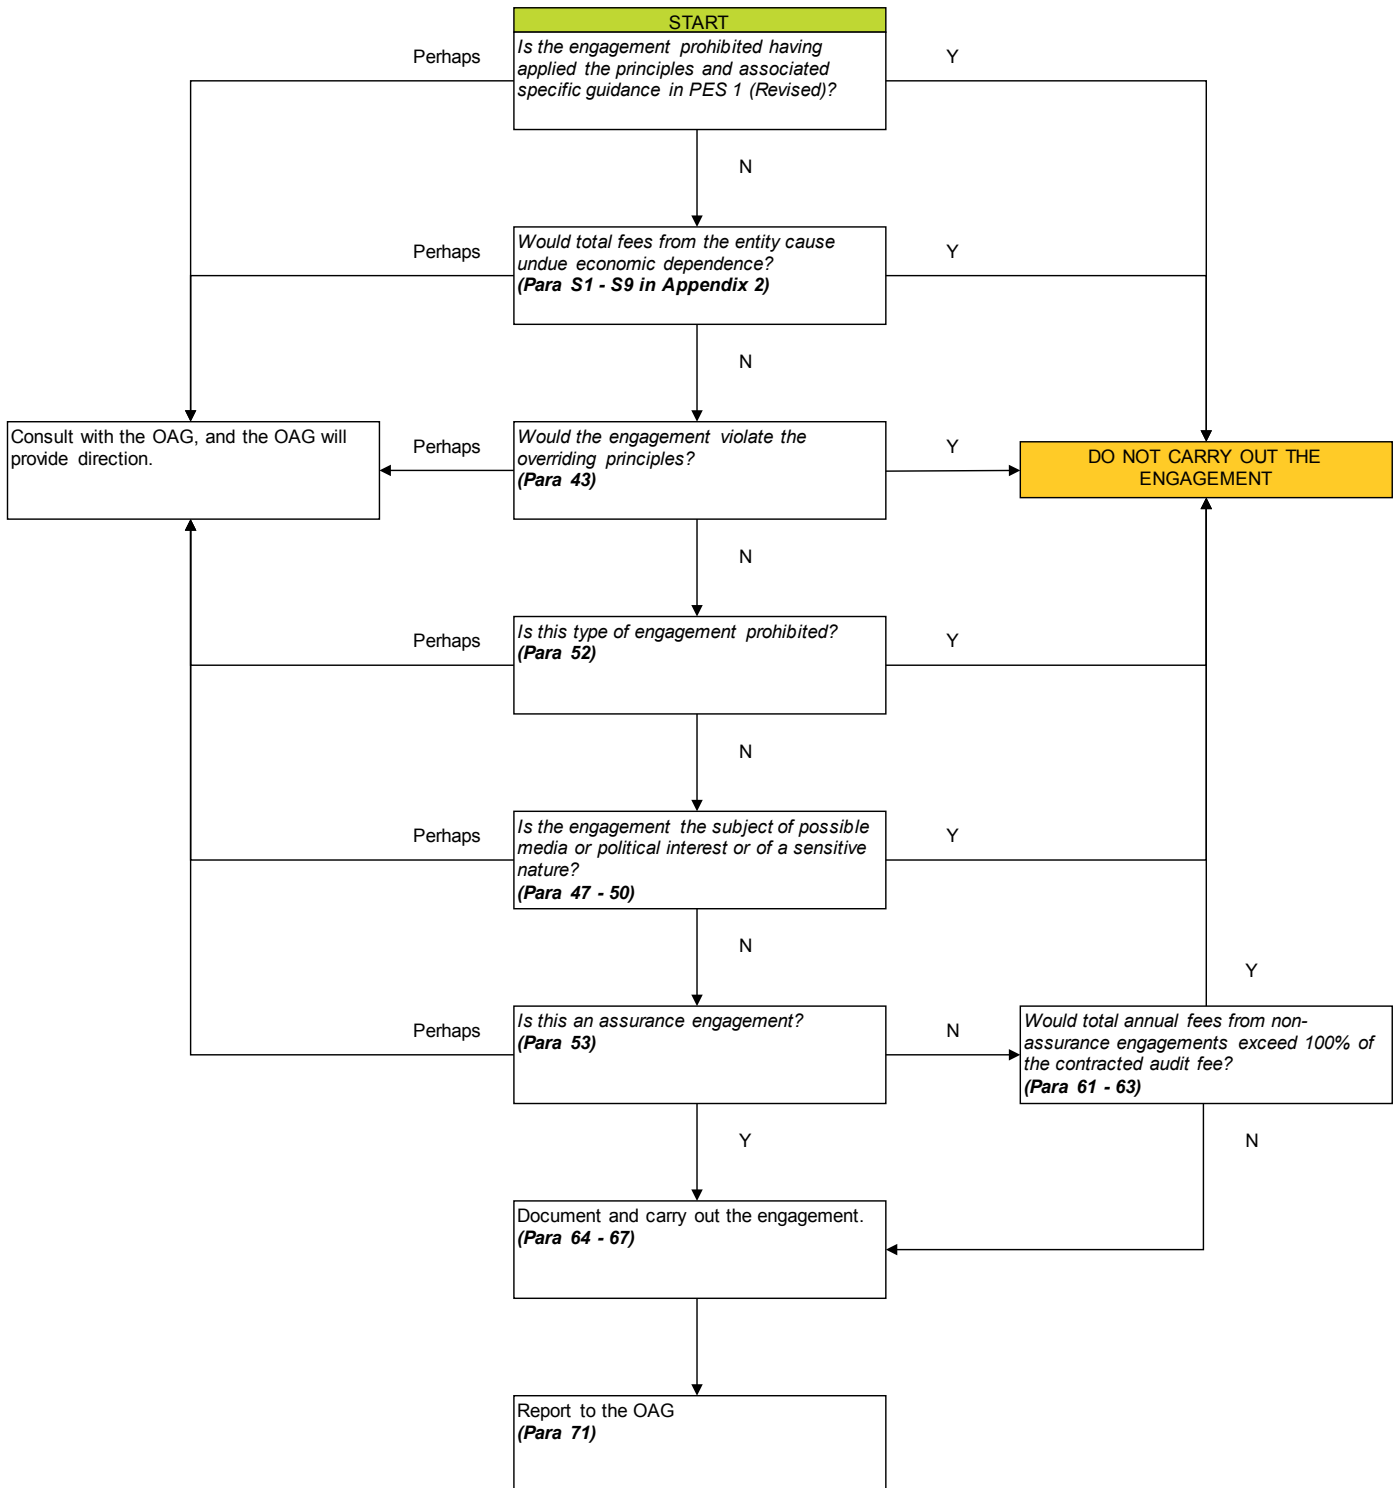 START
Perhaps
Is the engagement prohibited having
applied the principles and associated
specific guidance in PES 1 (Revised)?
Y
N
Perhaps
Would total fees from the entity cause
undue economic dependence?
(Para S1 - S9 in Appendix 2)
Y
N
Consult with the OAG, and the OAG will
provide direction.
Perhaps
Would the engagement violate the
overriding principles?
(Para 43)
Y
DO NOT CARRY OUT THE
ENGAGEMENT
N
Perhaps
Is this type of engagement prohibited?
(Para 52)
Y
N
Perhaps
Is the engagement the subject of possible
media or political interest or of a sensitive
nature?
(Para 47 - 50)
Y
N
Y
Perhaps
Is this an assurance engagement?
(Para 53)
N
Would total annual fees from non-
assurance engagements exceed 100% of
the contracted audit fee?
(Para 61 - 63)
Y
N
Document and carry out the engagement.
(Para 64 - 67)
Report to the OAG
(Para 71)